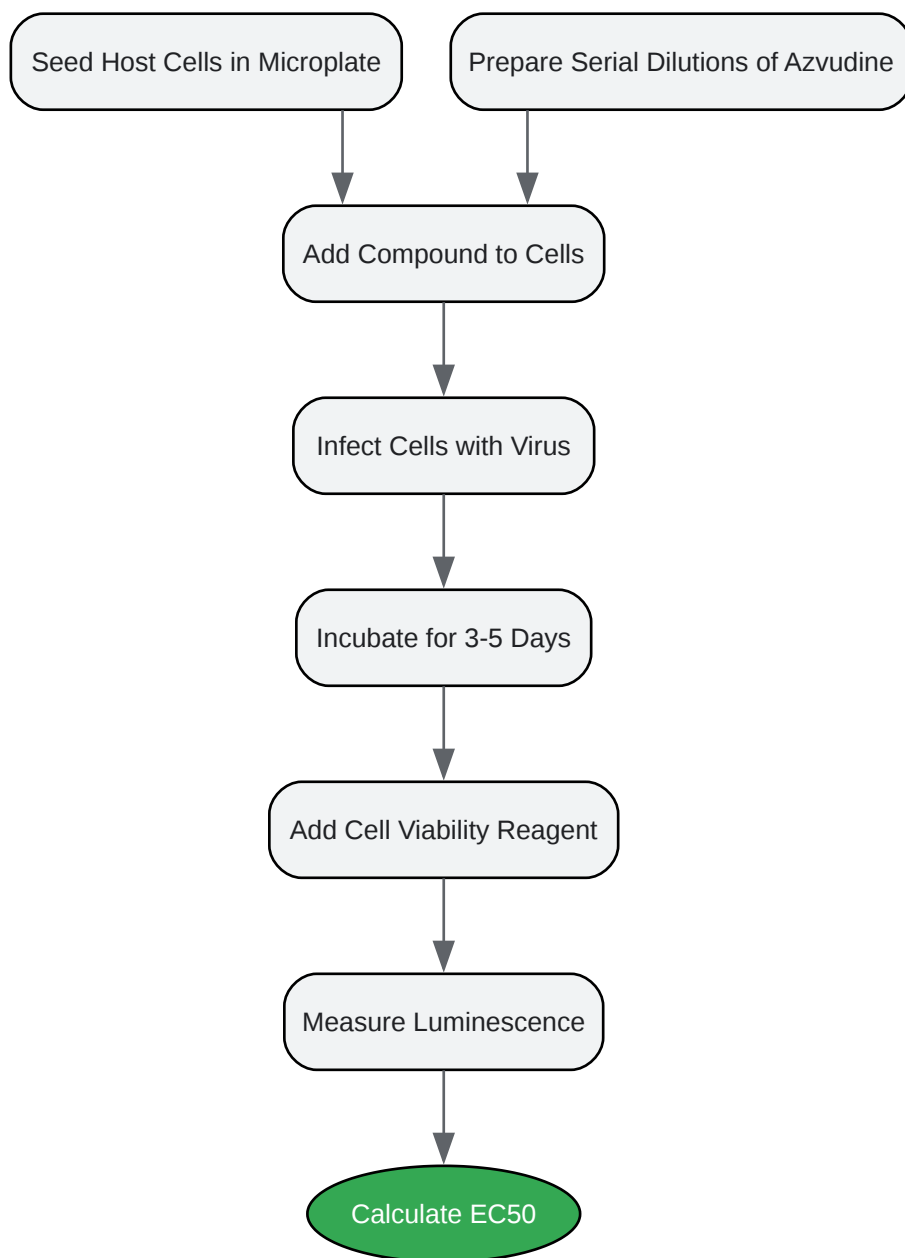 Seed Host Cells in Microplate
Prepare Serial Dilutions of Azvudine
Add Compound to Cells
Infect Cells with Virus
Incubate for 3-5 Days
Add Cell Viability Reagent
Measure Luminescence
Calculate EC50